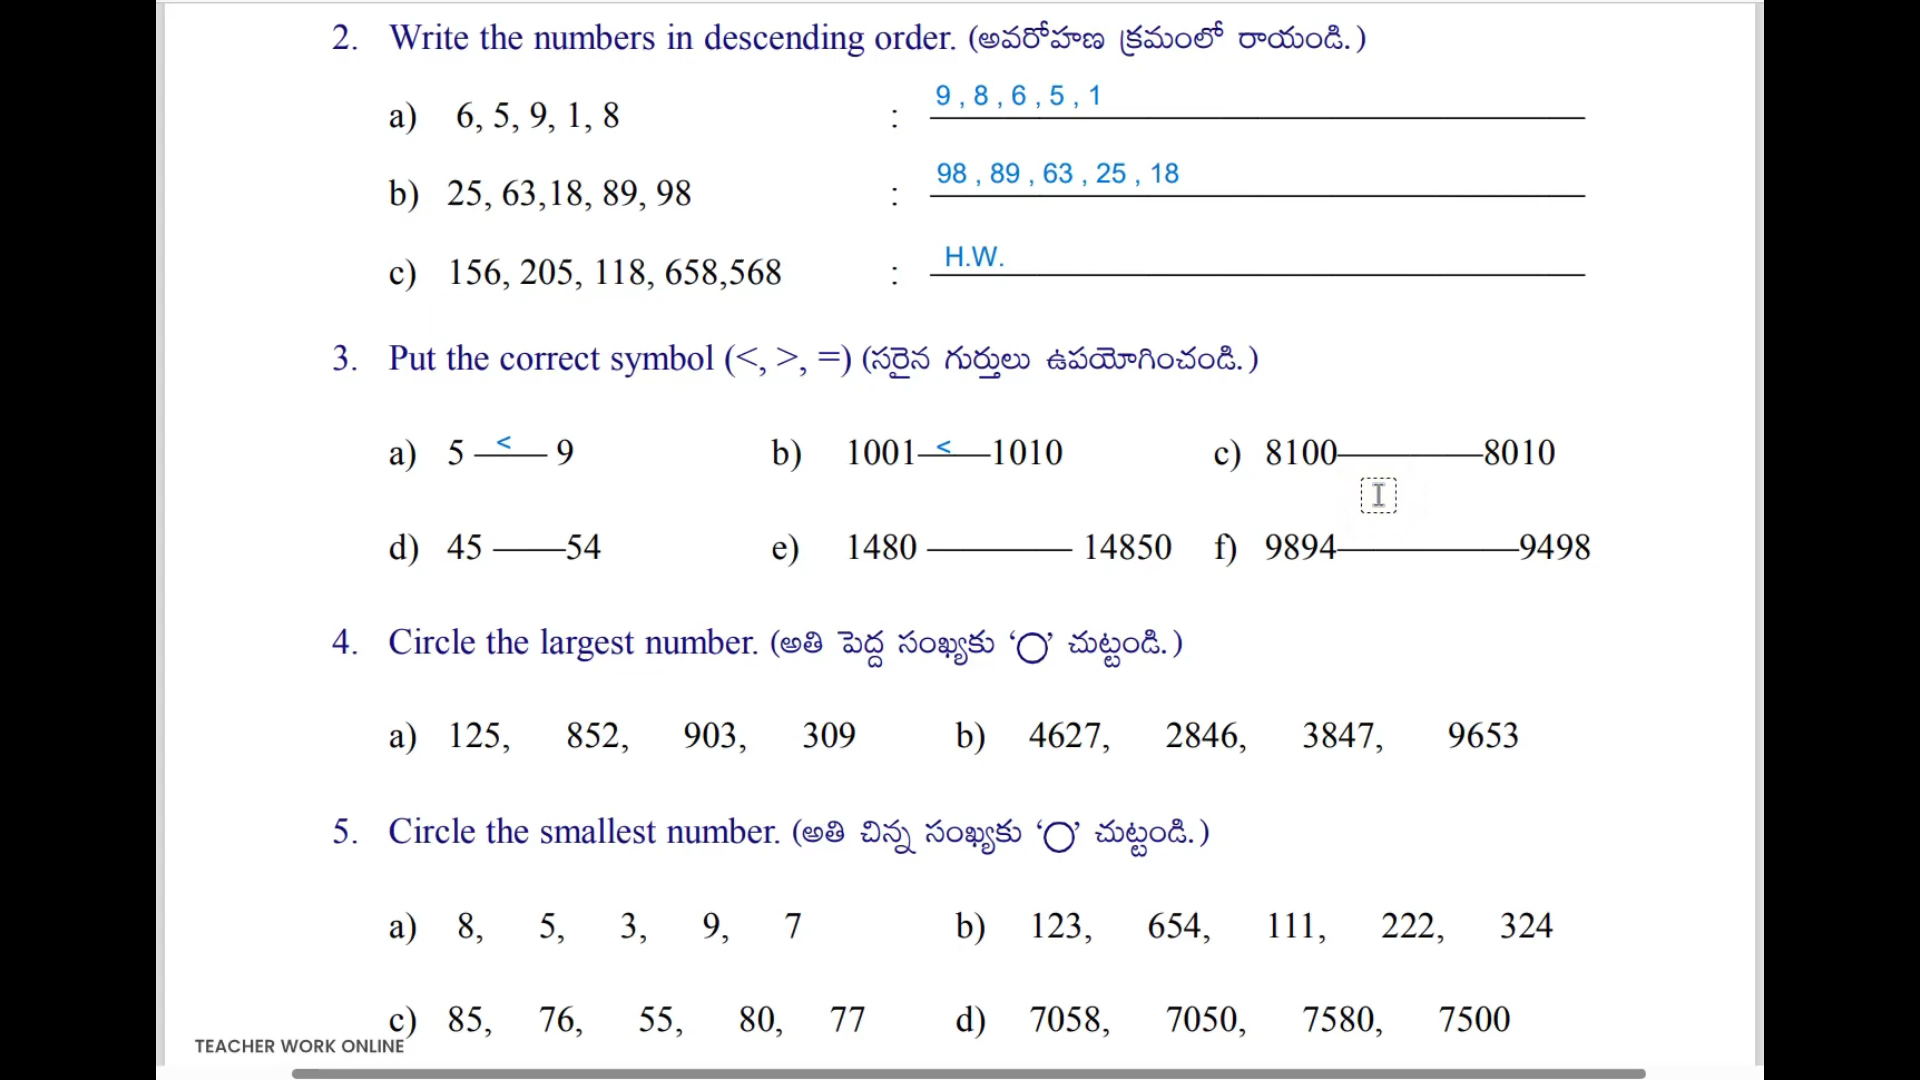 2. Write the numbers in descending order. (అవరోహణ క్రమంలో రాయండి.)
a) 6, 5, 9, 1, 8 : 9 , 8 , 6 , 5 , 1
b) 25, 63,18, 89, 98 : 98 , 89 , 63 , 25 , 18
c) 156, 205, 118, 658,568 : H.W.
3. Put the correct symbol (<, >, =) (సరైన గుర్తులు ఉపయోగించండి.)
a) 5 < 9 b) 1001 < 1010 c) 8100 8010
d) 45 54 e) 1480 14850 f) 9894 9498
4. Circle the largest number. (అతి పెద్ద సంఖ్యకు ‘◯’ చుట్టండి.)
a) 125, 852, 903, 309 b) 4627, 2846, 3847, 9653
5. Circle the smallest number. (అతి చిన్న సంఖ్యకు ‘◯’ చుట్టండి.)
a) 8, 5, 3, 9, 7 b) 123, 654, 111, 222, 324
c) 85, 76, 55, 80, 77 d) 7058, 7050, 7580, 7500
TEACHER WORK ONLINE